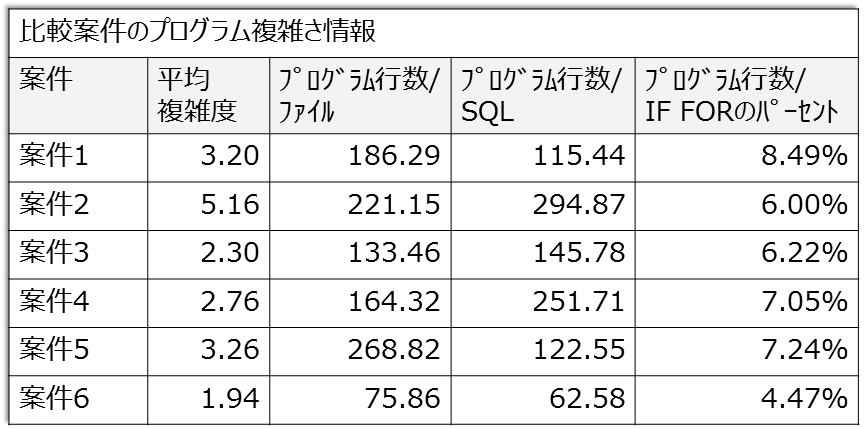 比較案件のプログラム複雑さ情報
案件 平均 ﾌﾟﾛｸﾞﾗﾑ行数/ ﾌﾟﾛｸﾞﾗﾑ行数/ ﾌﾟﾛｸﾞﾗﾑ行数/
複雑度 ﾌｧｲﾙ SQL IF FORのﾊﾟｰｾﾝﾄ
案件1 3.20 186.29 115.44 8.49%
案件2 5.16 221.15 294.87 6.00%
案件3 2.30 133.46 145.78 6.22%
案件4 2.76 164.32 251.71 7.05%
案件5 3.26 268.82 122.55 7.24%
案件6 1.94 75.86 62.58 4.47%